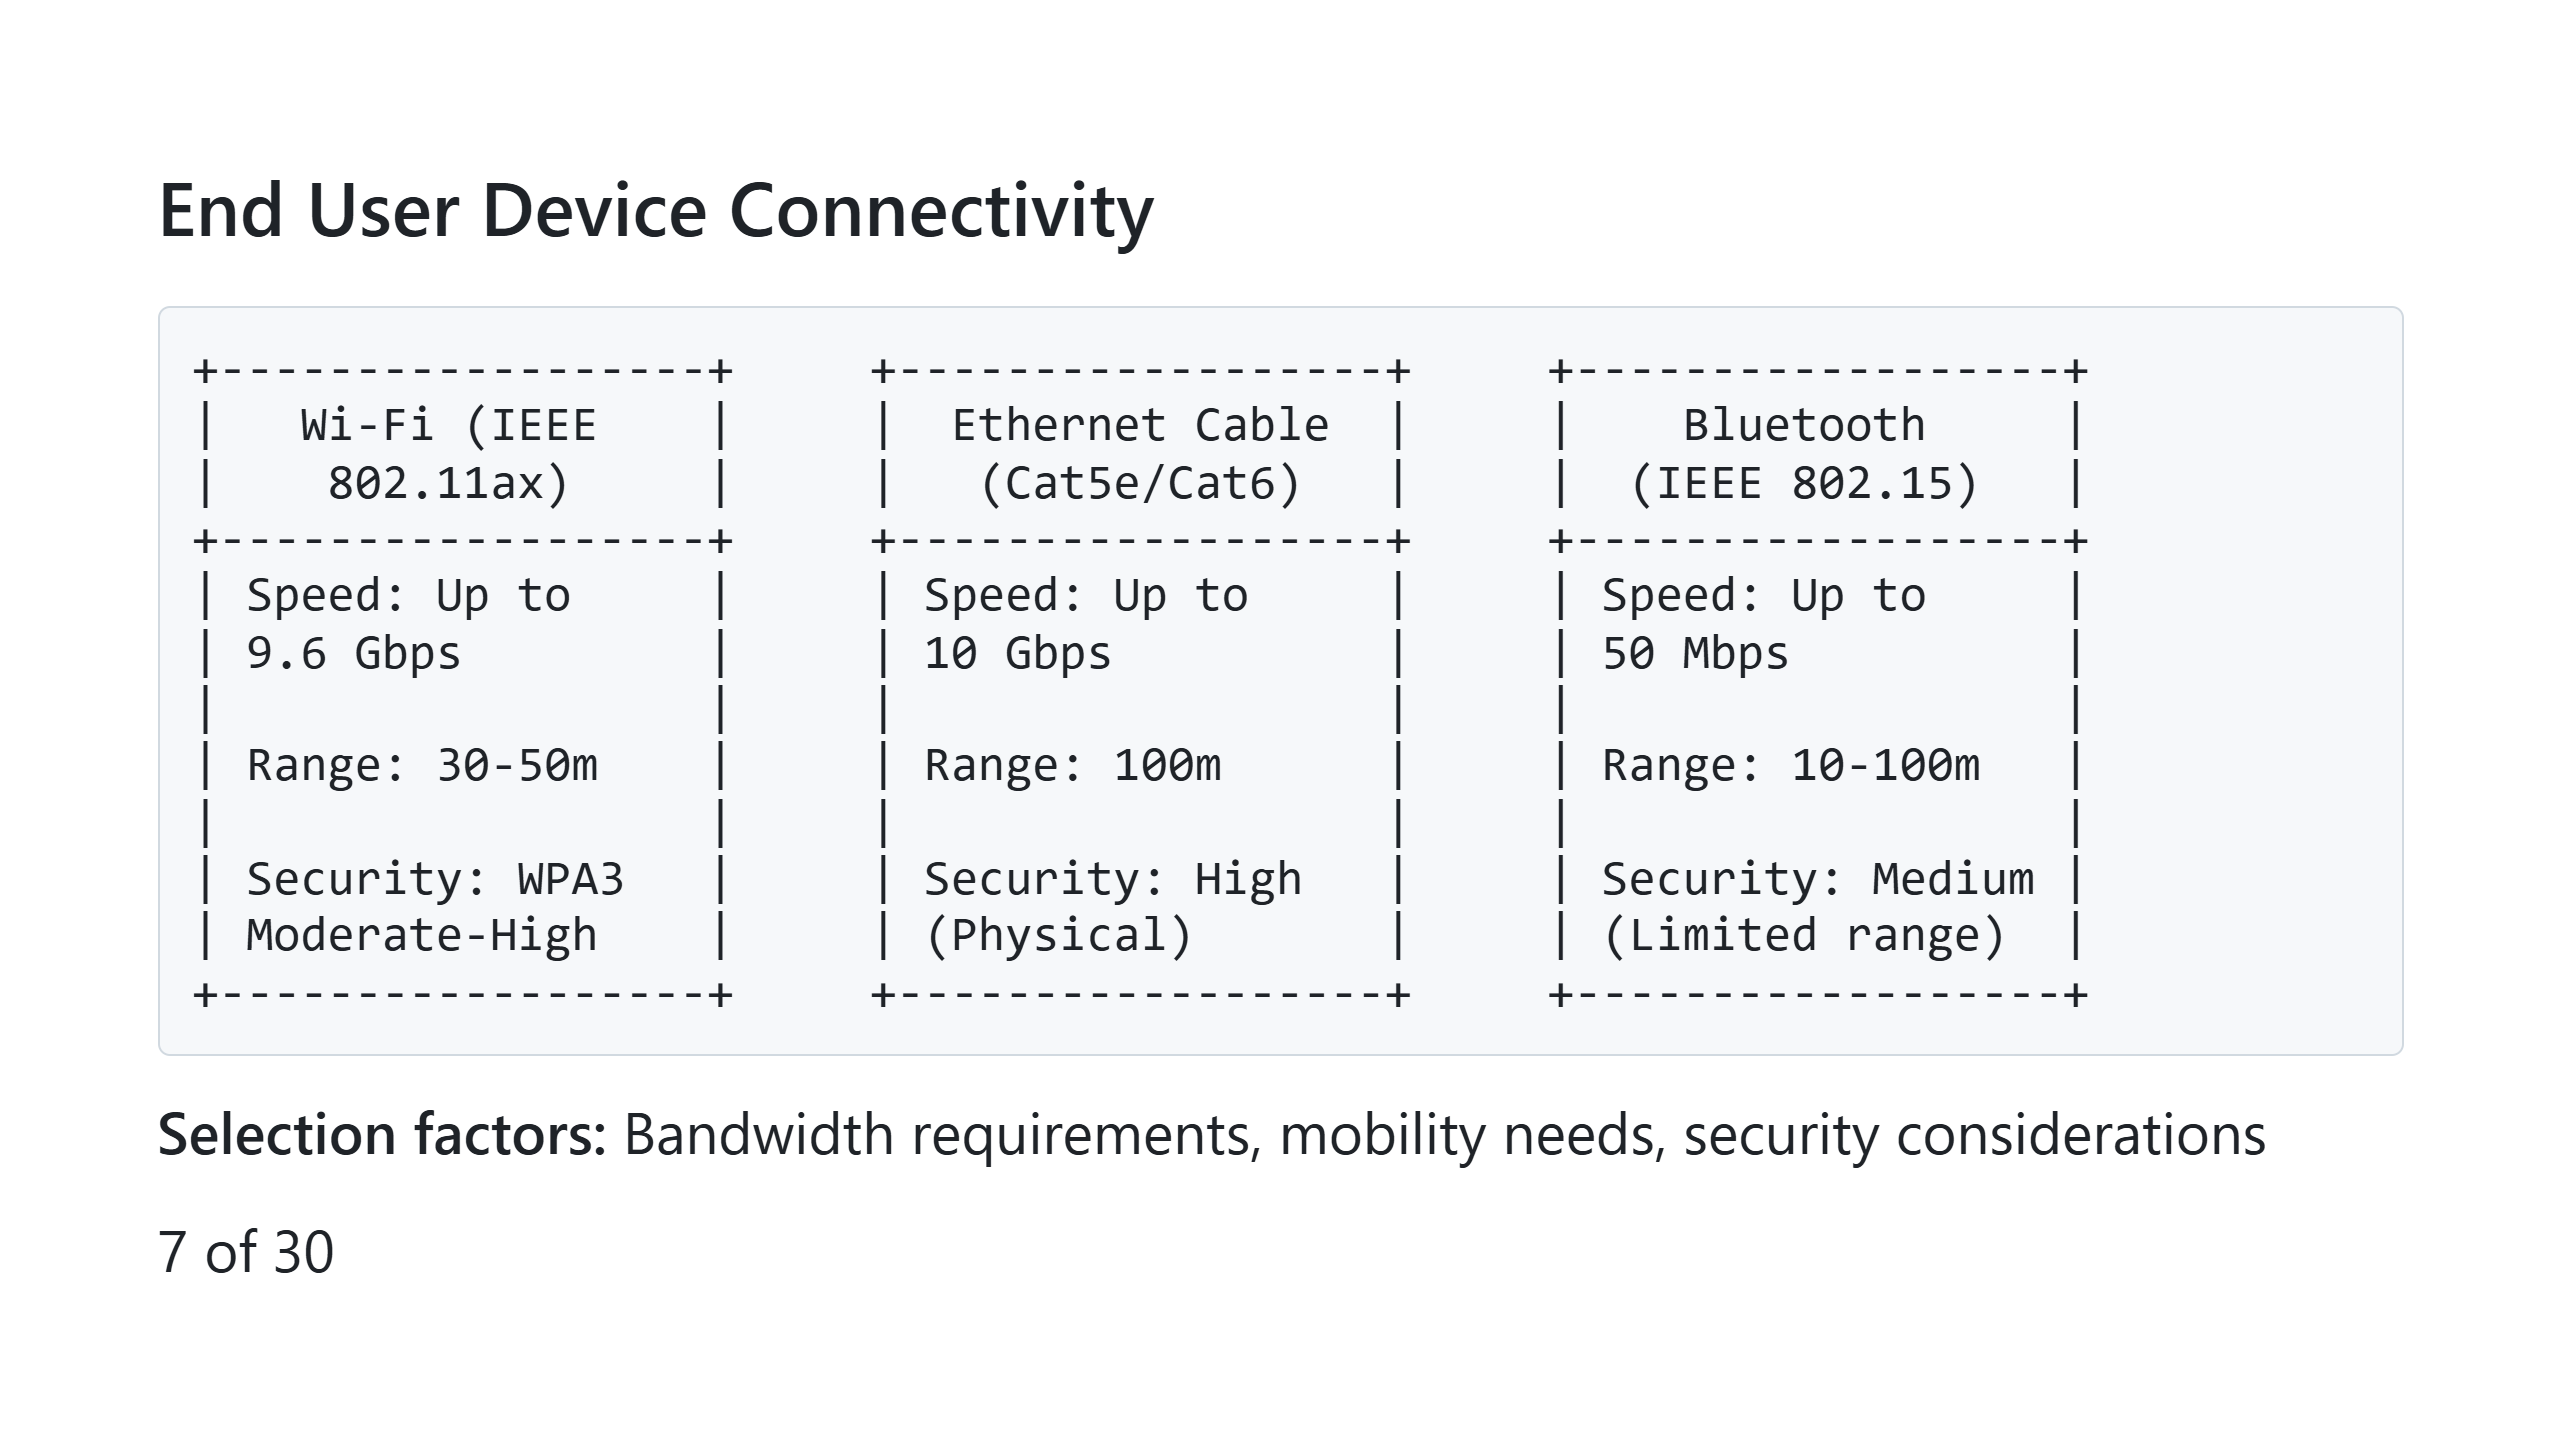 End User Device Connectivity
+------------------+     +------------------+     +------------------+
|   Wi-Fi (IEEE    |     |  Ethernet Cable  |     |    Bluetooth     |
|    802.11ax)     |     |   (Cat5e/Cat6)   |     |  (IEEE 802.15)   |
+------------------+     +------------------+     +------------------+
| Speed: Up to     |     | Speed: Up to     |     | Speed: Up to     |
| 9.6 Gbps         |     | 10 Gbps          |     | 50 Mbps          |
|                  |     |                  |     |                  |
| Range: 30-50m    |     | Range: 100m      |     | Range: 10-100m   |
|                  |     |                  |     |                  |
| Security: WPA3   |     | Security: High   |     | Security: Medium |
| Moderate-High    |     | (Physical)       |     | (Limited range)  |
+------------------+     +------------------+     +------------------+
Selection factors: Bandwidth requirements, mobility needs, security considerations
7 of 30